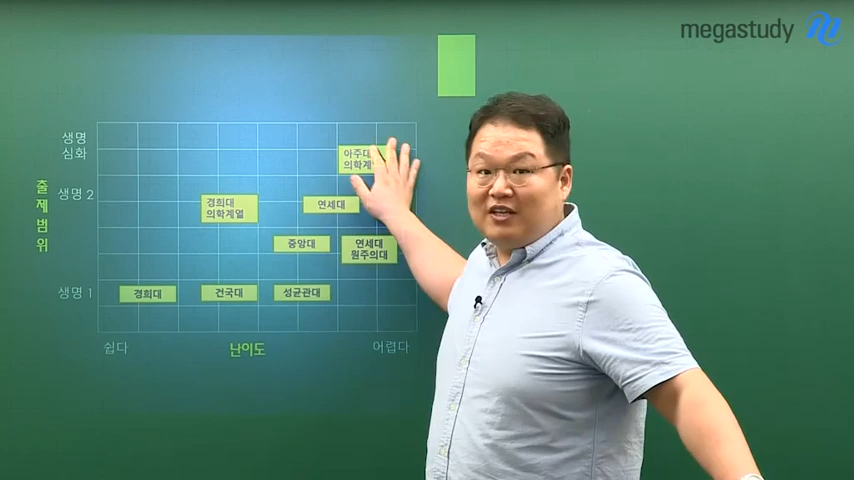 megastudy
생명
심화
아주대
의학계
출제범위
생명 2
경희대
의학계열
연세대
중앙대
연세대
원주의대
생명 1
경희대
건국대
성균관대
쉽다
난이도
어렵다